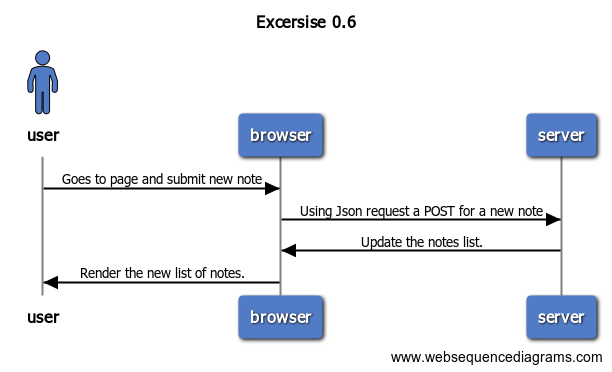 Excersise 0.6
user
browser
server
Goes to page and submit new note
Using Json request a POST for a new note
Update the notes list.
Render the new list of notes.
user
browser
server
www.websequencediagrams.com